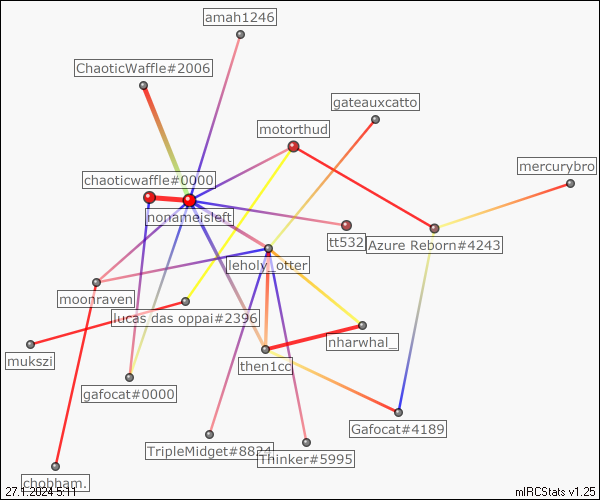 amah1246
ChaoticWaffle#2006
gateauxcatto
motorthud
mercurybro
chaoticwaffle#0000
nonameisleft
tt532
Azure Reborn#4243
leholy_otter
moonraven
lucas das oppai#2396
nharwhal_
mukszi
then1co
gafocat#0000
Gafocat#4189
TripleMidget#8824
Thinker#5995
chobham.
27.1.2024 5:11
mIRCStats v1.25